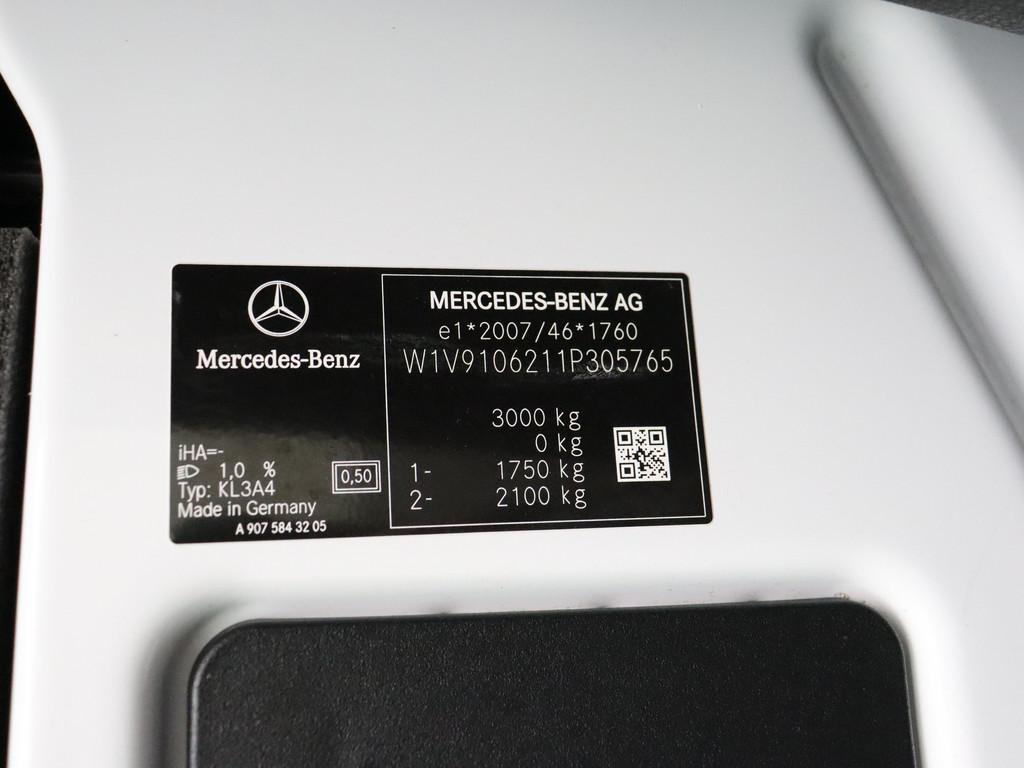 Mercedes-Benz
iHA=-
1,0 %
Typ: KL3A4
Made in Germany
A 907 584 32 05
0,50
MERCEDES-BENZ AG
e1*2007/46*1760
W1V9106211P305765
3000 kg
0 kg
1- 1750 kg
2- 2100 kg